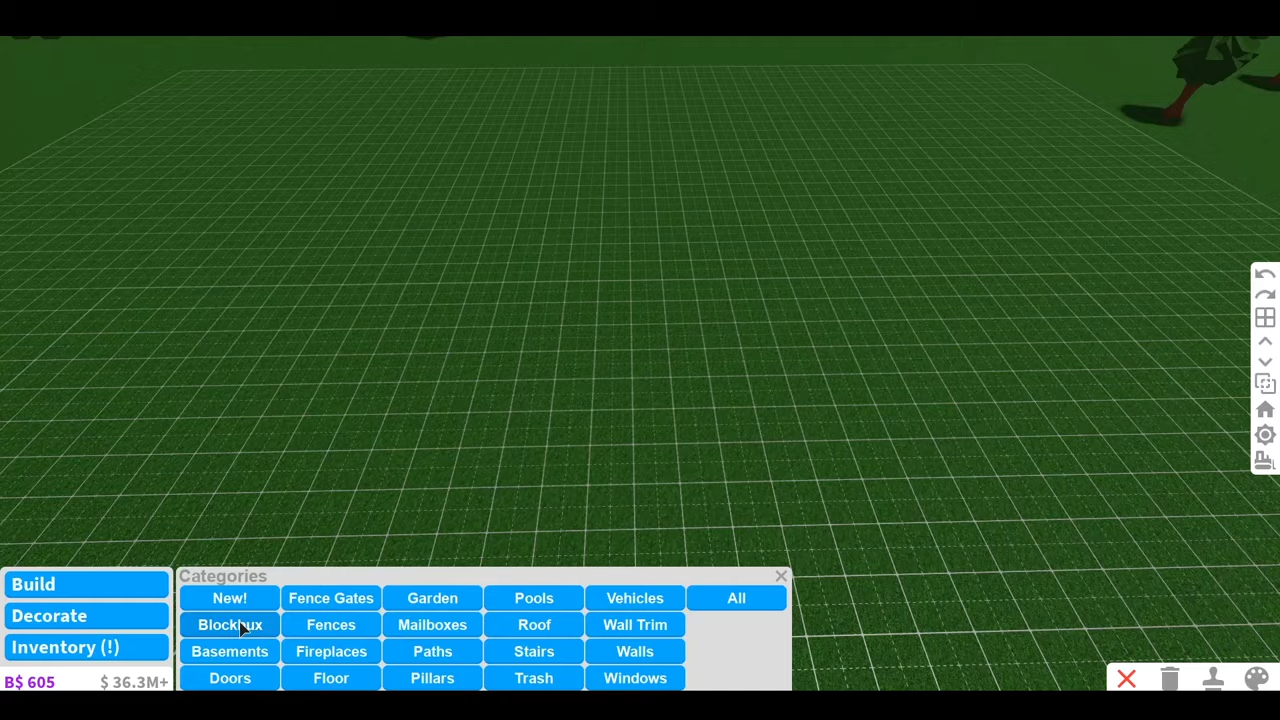 Build
Decorate
Inventory (!)
B$ 605 $ 36.3M+
Categories
New! Fence Gates Garden Pools Vehicles All
Blockbux Fences Mailboxes Roof Wall Trim
Basements Fireplaces Paths Stairs Walls
Doors Floor Pillars Trash Windows